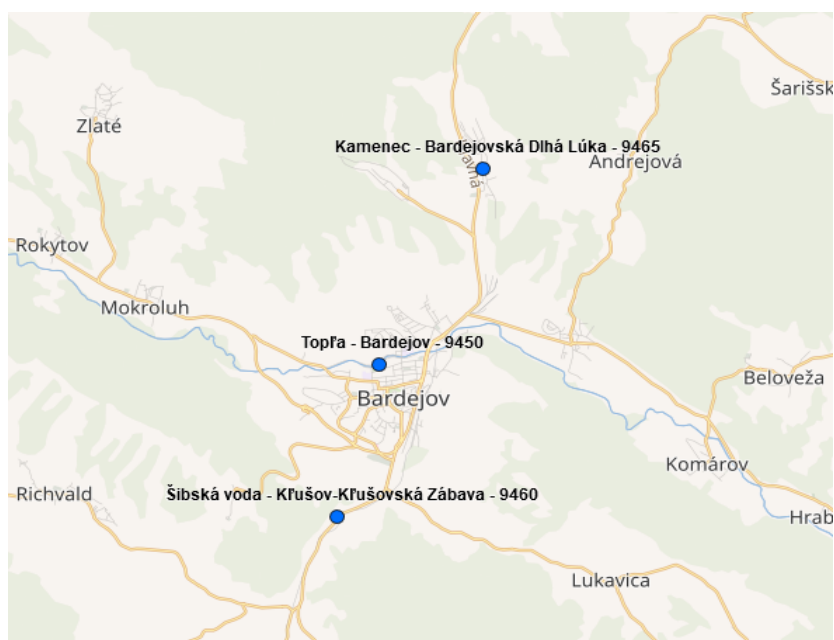 Šarišsk
Zlaté
Kamenec - Bardejovská Dlhá Lúka - 9465
Andrejová
Rokytov
Mokroluh
Topľa - Bardejov - 9450
Beloveža
Bardejov
Komárov
Richvald
Šibská voda - Kľušov-Kľušovská Zábava - 9460
Hrab
Lukavica